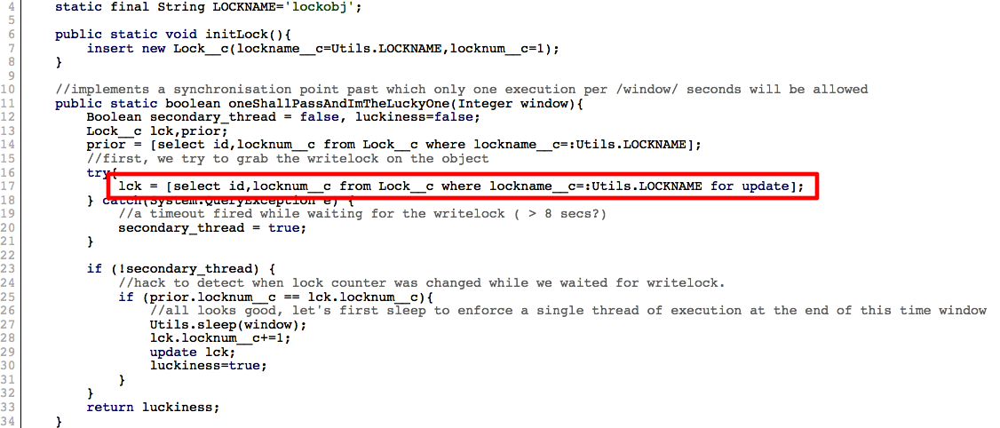 4 static final String LOCKNAME='lockobj';
5
6 public static void initLock(){
7 insert new Lock__c(lockname__c=Utils.LOCKNAME,locknum__c=1);
8 }
9
10 //implements a synchronisation point past which only one execution per /window/ seconds will be allowed
11 public static boolean oneShallPassAndImTheLuckyOne(Integer window){
12 Boolean secondary_thread = false, luckiness=false;
13 Lock__c lck,prior;
14 prior = [select id,locknum__c from Lock__c where lockname__c=:Utils.LOCKNAME];
15 //first, we try to grab the writelock on the object
16 try{
17 lck = [select id,locknum__c from Lock__c where lockname__c=:Utils.LOCKNAME for update];
18 } catch(System.QueryException e) {
19 //a timeout fired while waiting for the writelock ( > 8 secs?)
20 secondary_thread = true;
21 }
22
23 if (!secondary_thread) {
24 //hack to detect when lock counter was changed while we waited for writelock.
25 if (prior.locknum__c == lck.locknum__c){
26 //all looks good, let's first sleep to enforce a single thread of execution at the end of this time window
27 Utils.sleep(window);
28 lck.locknum__c+=1;
29 update lck;
30 luckiness=true;
31 }
32 }
33 return luckiness;
34 }